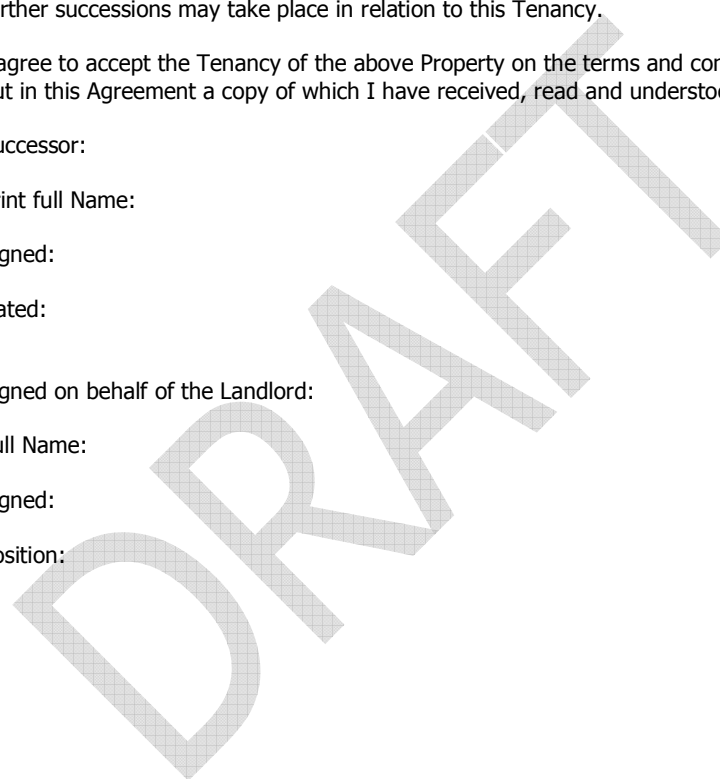 rther successions may take place in relation to this Tenancy.
agree to accept the Tenancy of the above Property on the terms and con
ut in this Agreement a copy of which I have received, read and understoo
uccessor:
int full Name:
gned:
ated:
gned on behalf of the Landlord:
ull Name:
gned:
osition:
DRAFT